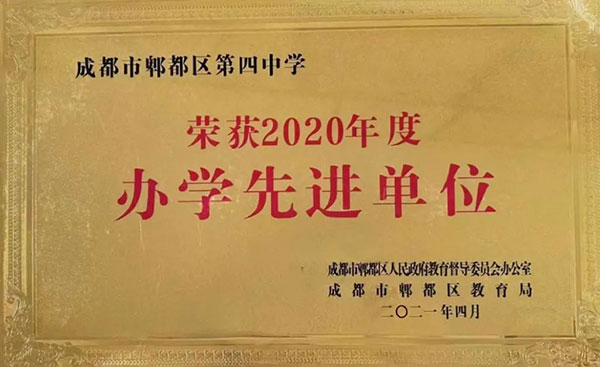 成都市郫都区第四中学
荣获2020年度
办学先进单位
成都市郫都区人民政府教育督导委员会办公室
成都市郫都区教育局
二〇二一年四月